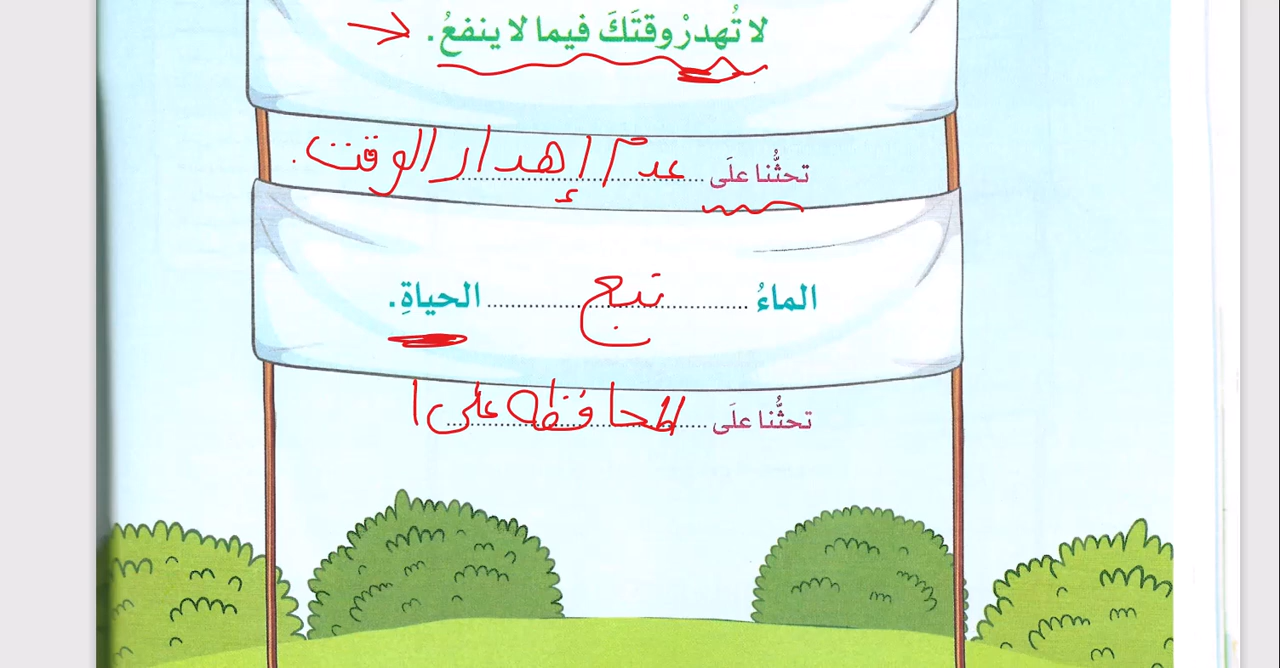 لا تُهدرْ وقتَكَ فيما لا ينفعُ.
تحثُّنا علَى عدم إهدار الوقت.
الماءُ نبع الحياةِ.
تحثُّنا علَى المحافظه على ا